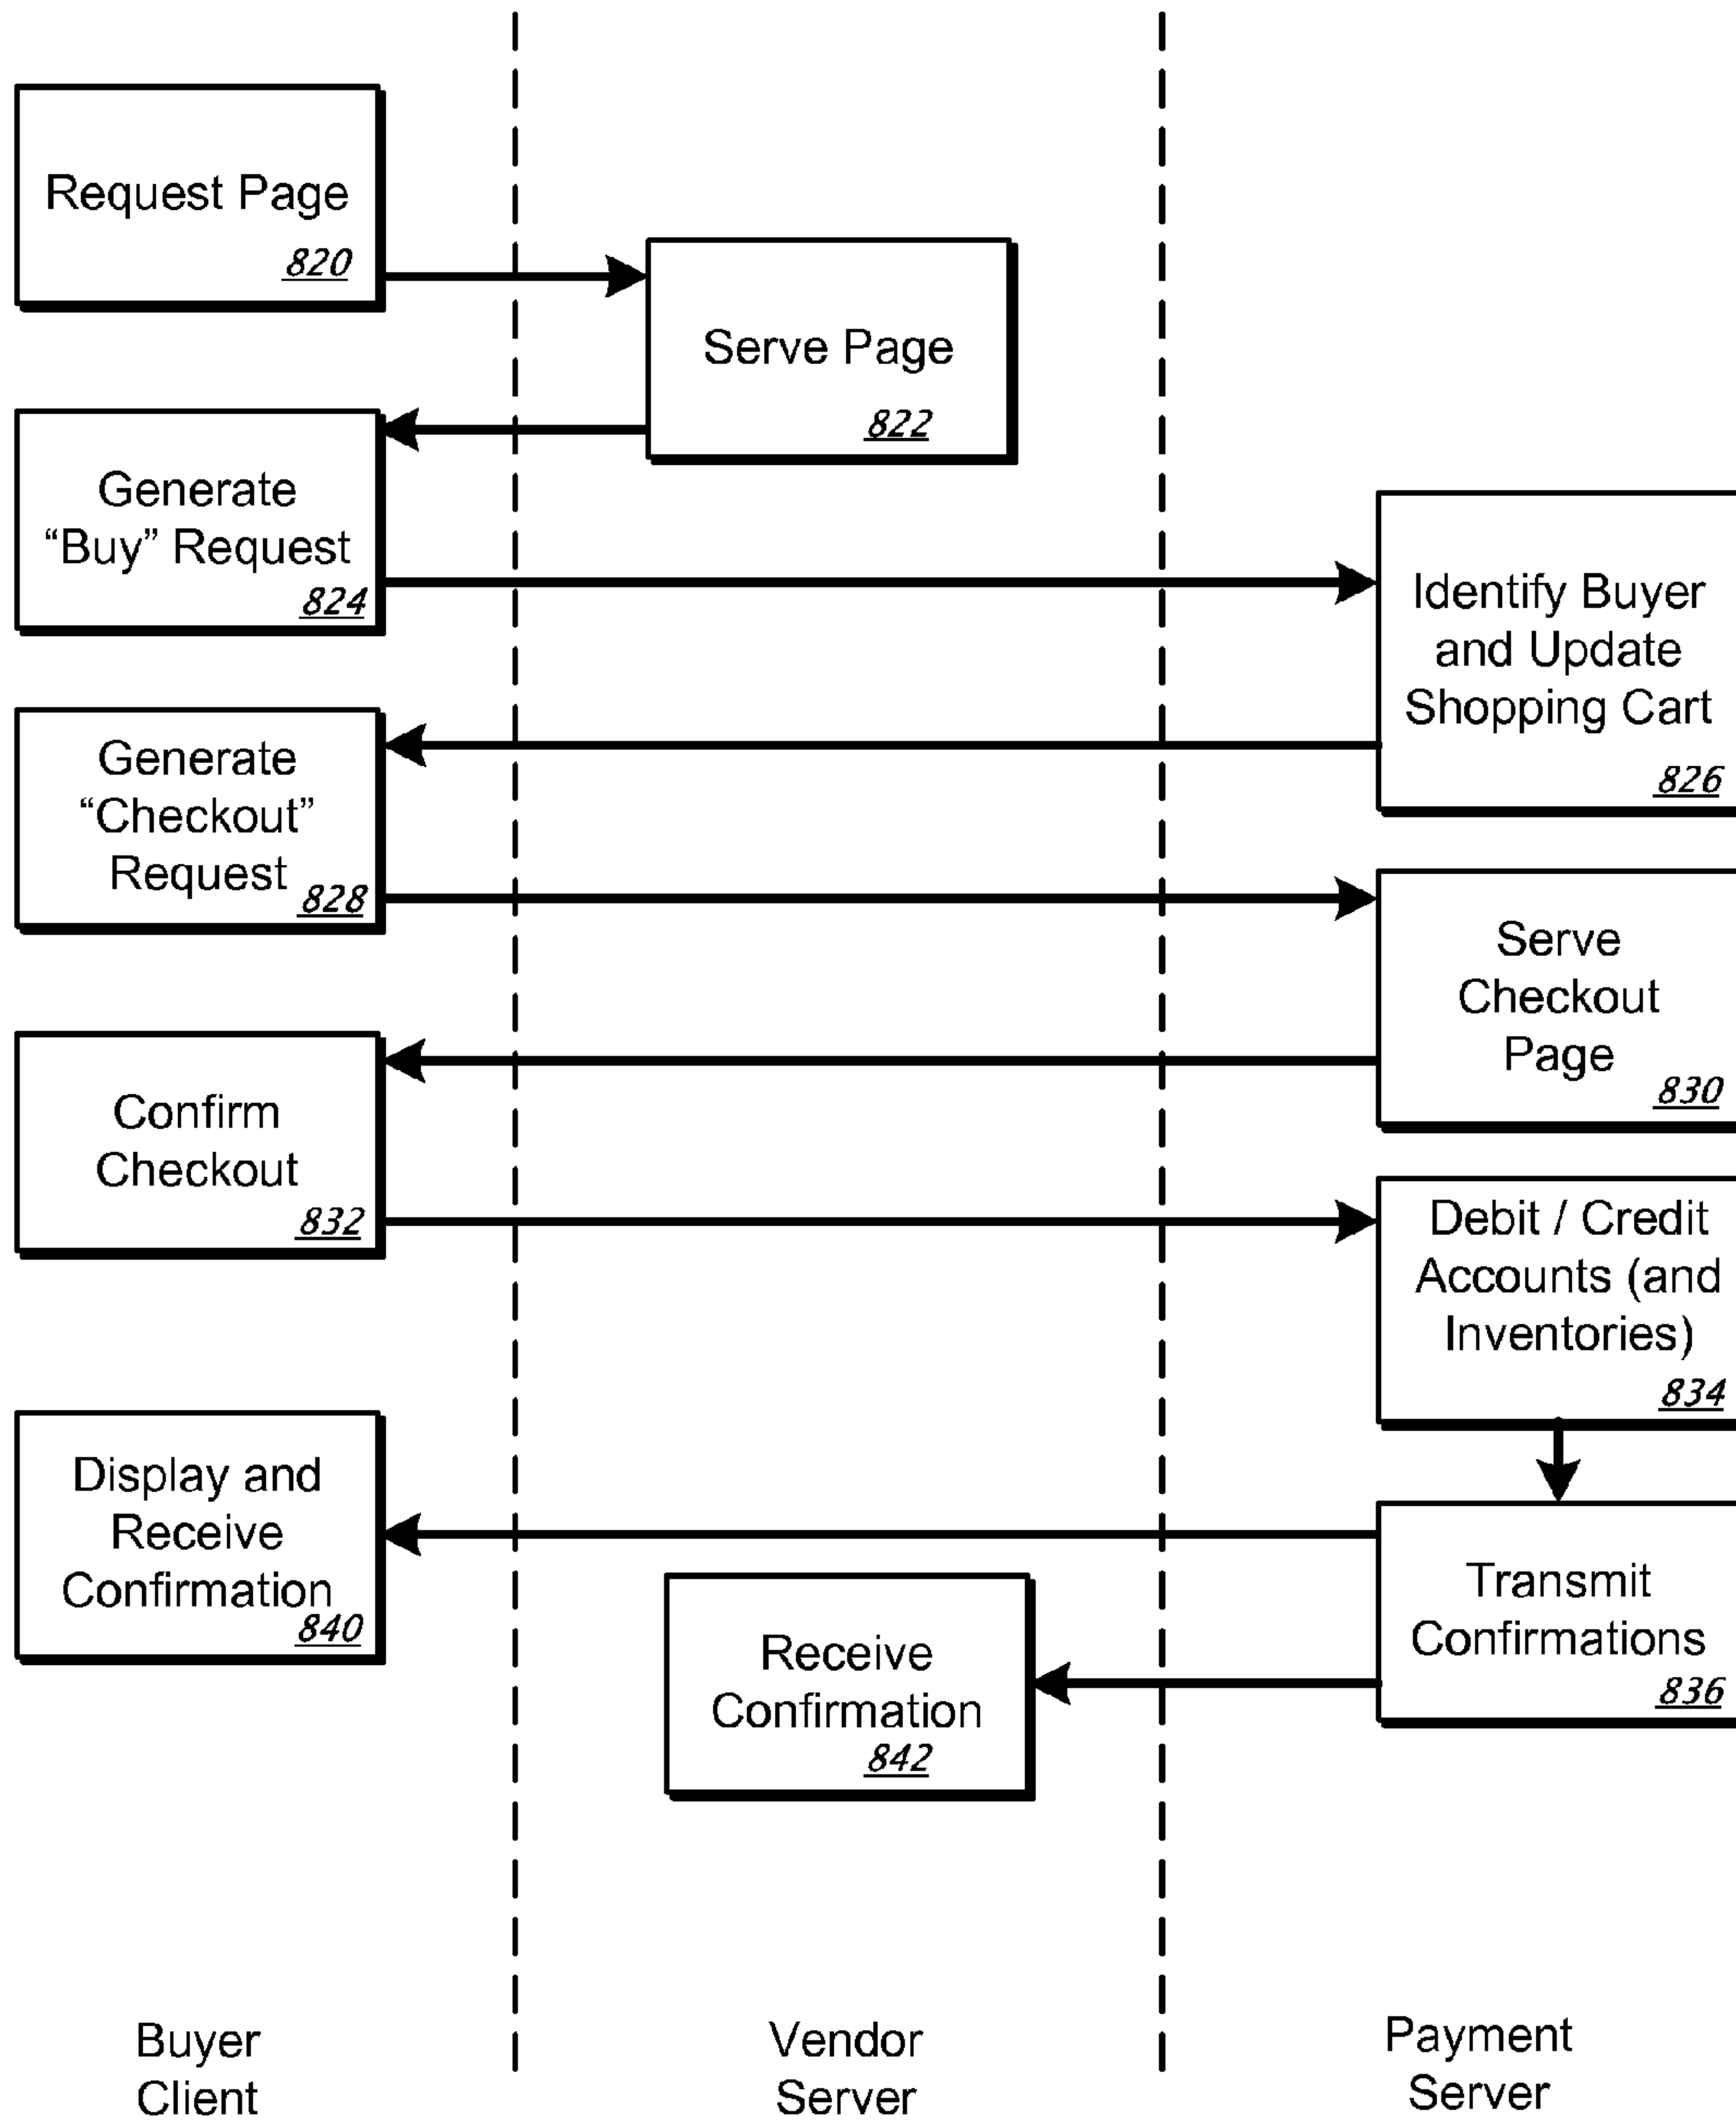 Request Page
820
Serve Page
822
Generate
“Buy” Request
824
Identify Buyer
and Update
Shopping Cart
826
Generate
“Checkout”
Request
828
Serve
Checkout
Page
830
Confirm
Checkout
832
Debit / Credit
Accounts (and
Inventories)
834
Display and
Receive
Confirmation
840
Transmit
Confirmations
836
Receive
Confirmation
842
Buyer
Client
Vendor
Server
Payment
Server